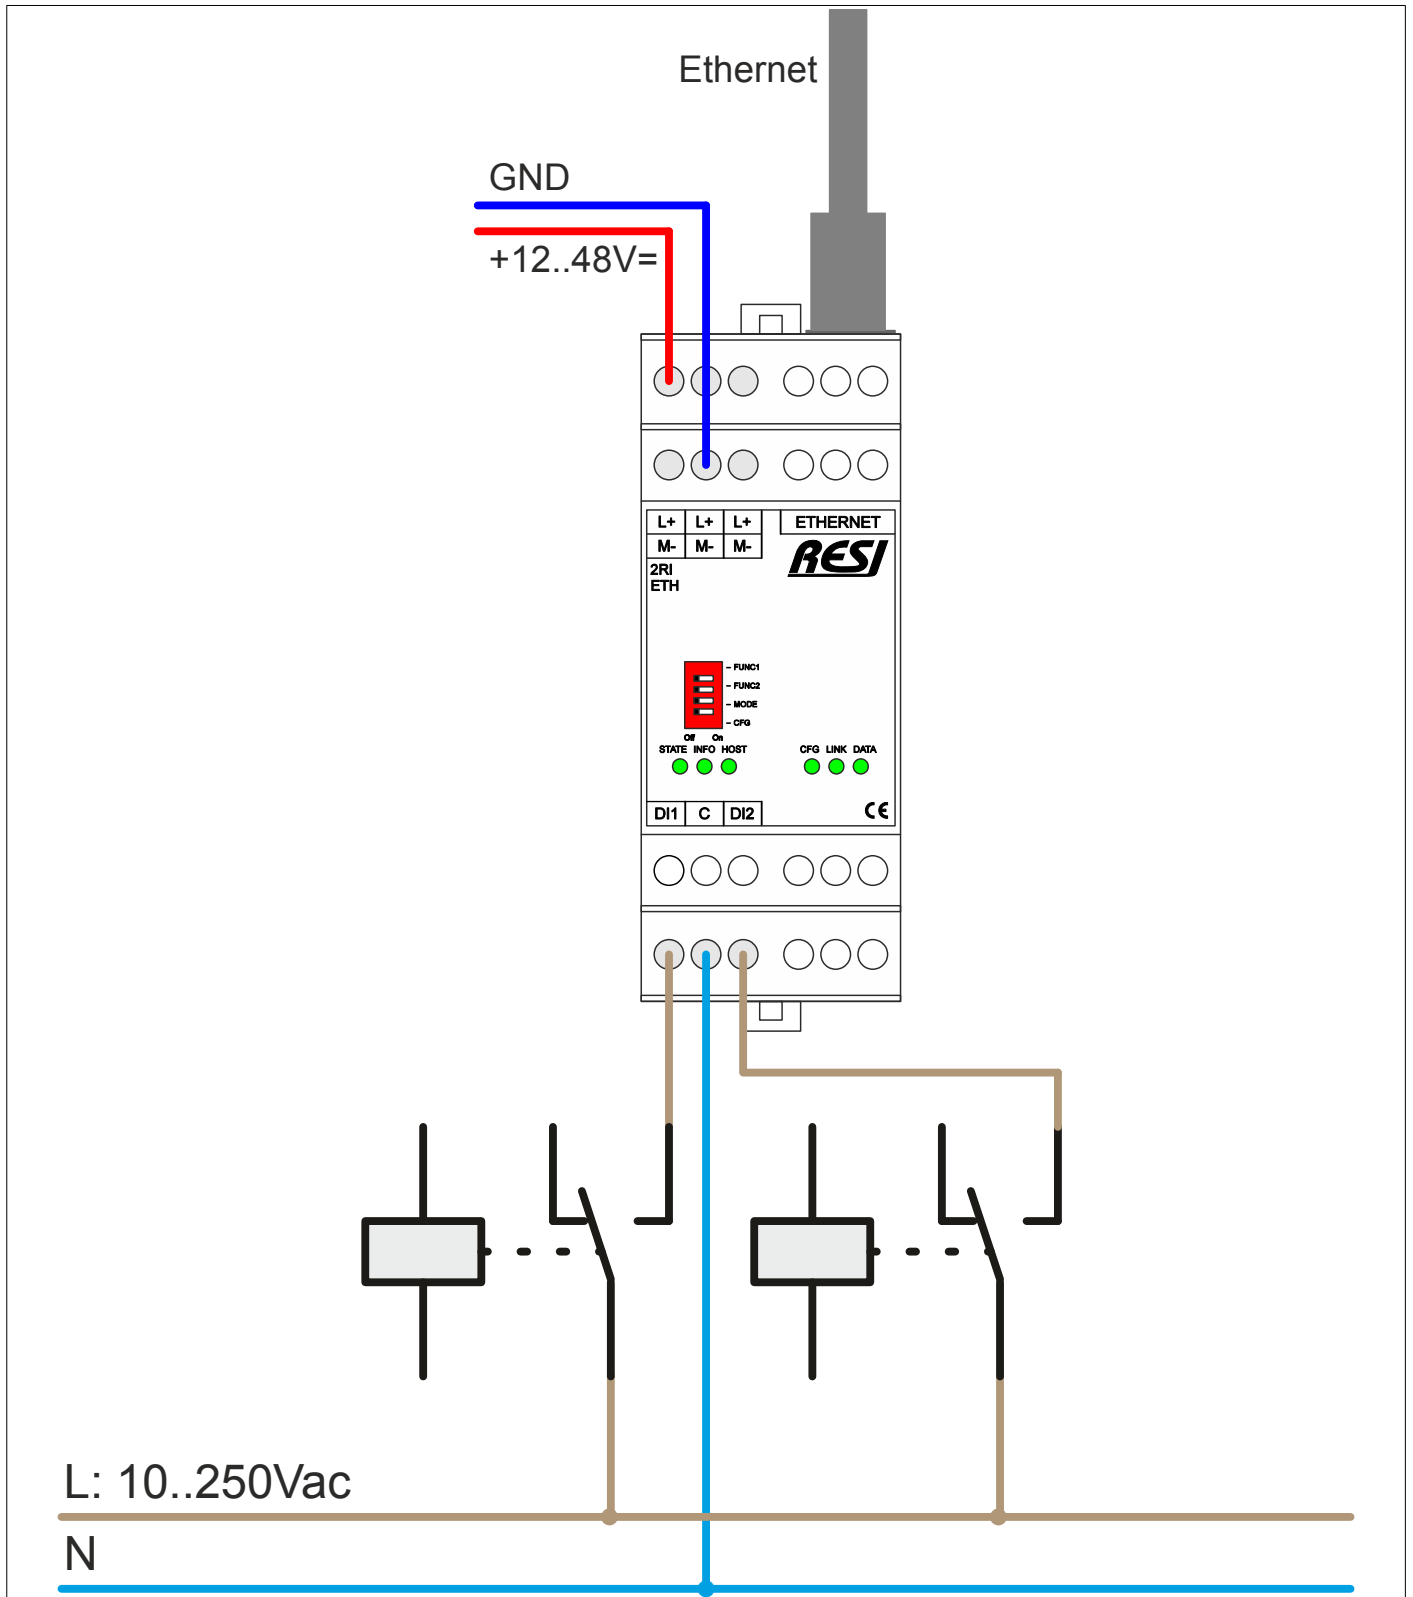 Ethernet
GND
+12..48V=
L+ L+ L+ ETHERNET
M- M- M- RESI
2RI
ETH
– FUNC1
– FUNC2
– MODE
– CFG
Off On
STATE INFO HOST CFG LINK DATA
DI1 C DI2 CE
L: 10..250Vac
N